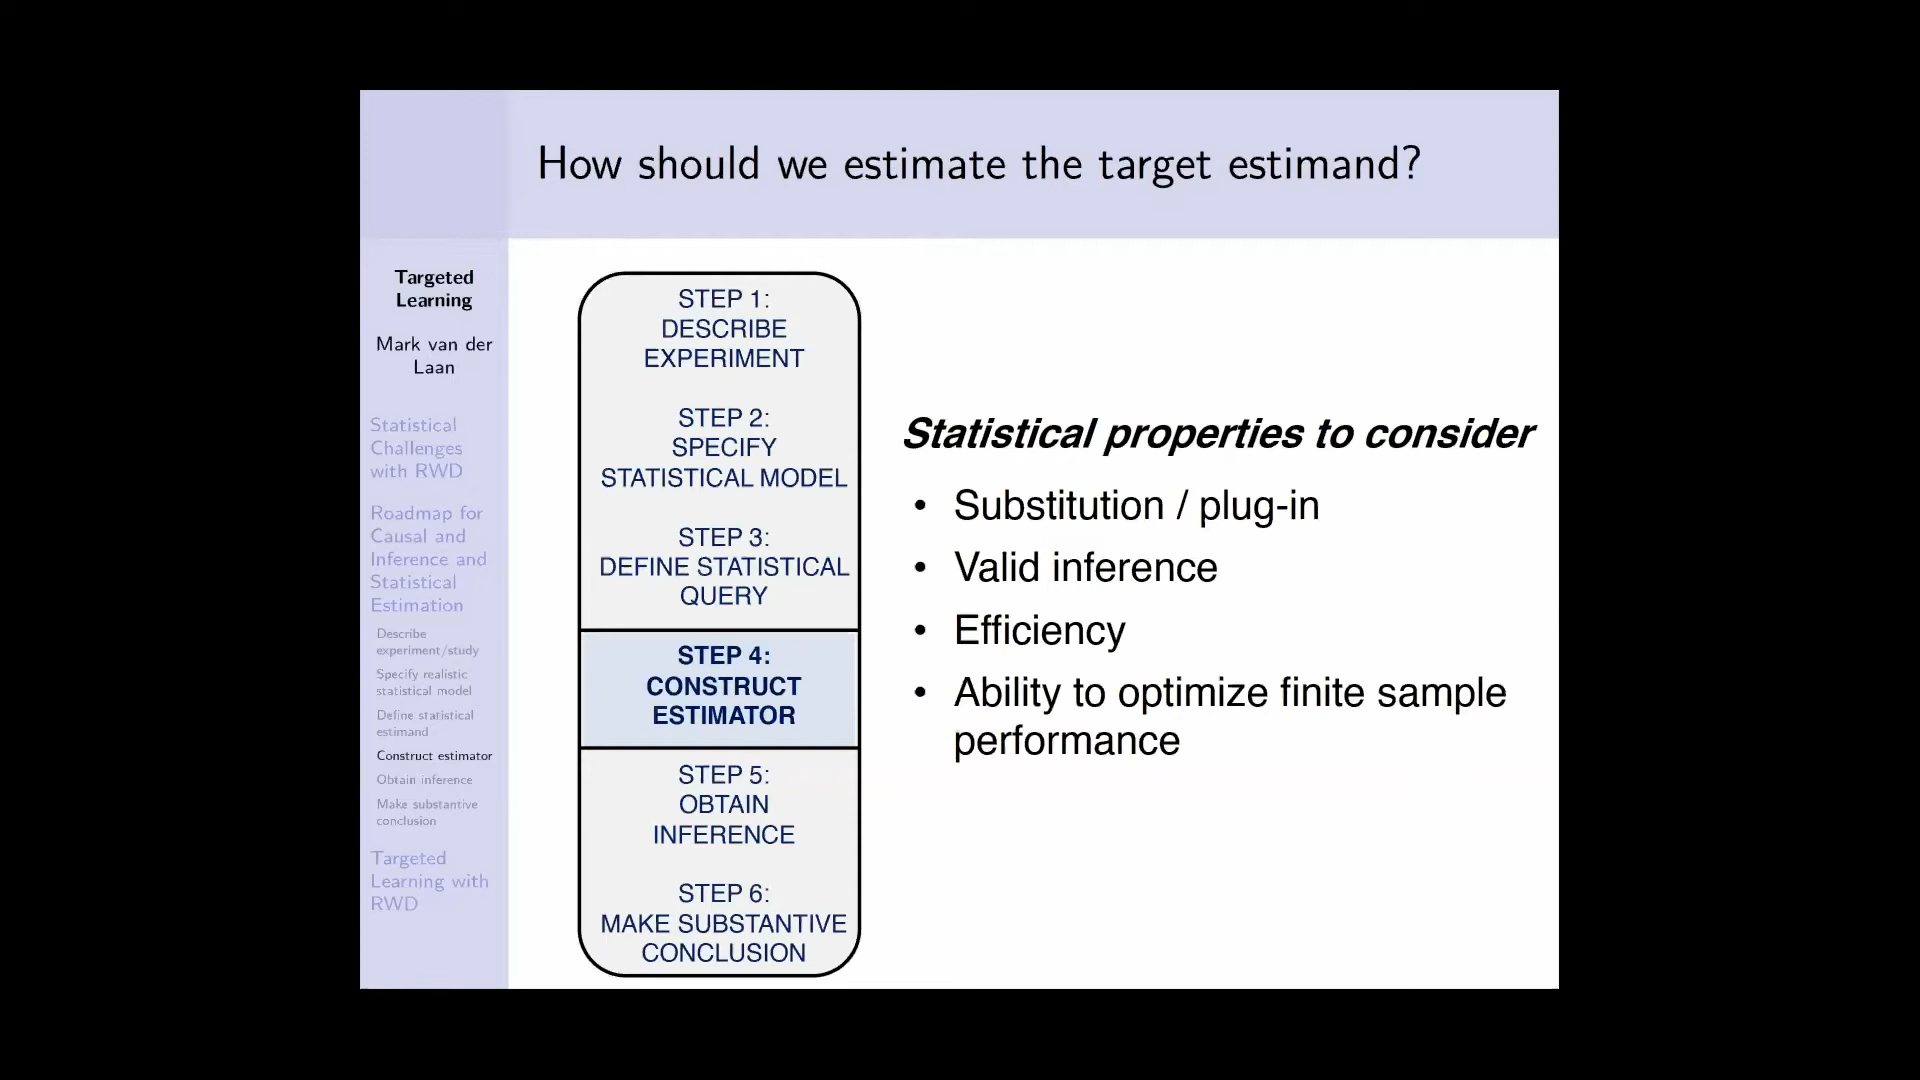 How should we estimate the target estimand?
Targeted
Learning
Mark van der
Laan
Statistical
Challenges
with RWD
Roadmap for
Causal and
Inference and
Statistical
Estimation
Describe
experiment/study
Specify realistic
statistical model
Define statistical
estimand
Construct estimator
Obtain inference
Make substantive
conclusion
Targeted
Learning with
RWD
STEP 1:
DESCRIBE
EXPERIMENT
STEP 2:
SPECIFY
STATISTICAL MODEL
STEP 3:
DEFINE STATISTICAL
QUERY
STEP 4:
CONSTRUCT
ESTIMATOR
STEP 5:
OBTAIN
INFERENCE
STEP 6:
MAKE SUBSTANTIVE
CONCLUSION
Statistical properties to consider
• Substitution / plug-in
• Valid inference
• Efficiency
• Ability to optimize finite sample
performance